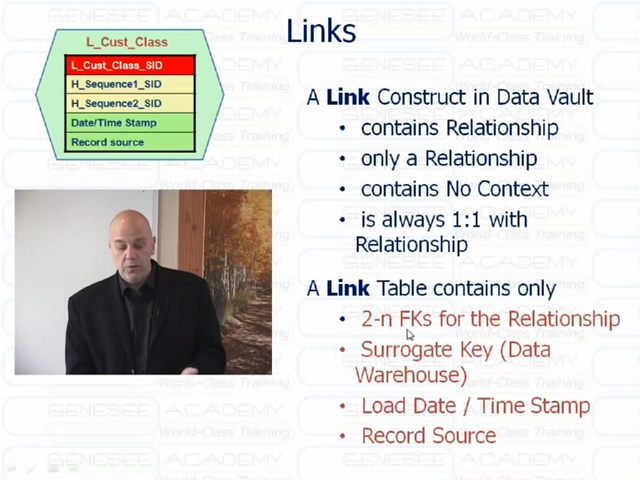 Links
L_Cust_Class
L_Cust_Class_SID
H_Sequence1_SID
H_Sequence2_SID
Date/Time Stamp
Record source
A Link Construct in Data Vault
• contains Relationship
• only a Relationship
• contains No Context
• is always 1:1 with
Relationship
A Link Table contains only
• 2-n FKs for the Relationship
• Surrogate Key (Data
Warehouse)
• Load Date / Time Stamp
• Record Source
GENESEE ACADEMY
World-Class Training